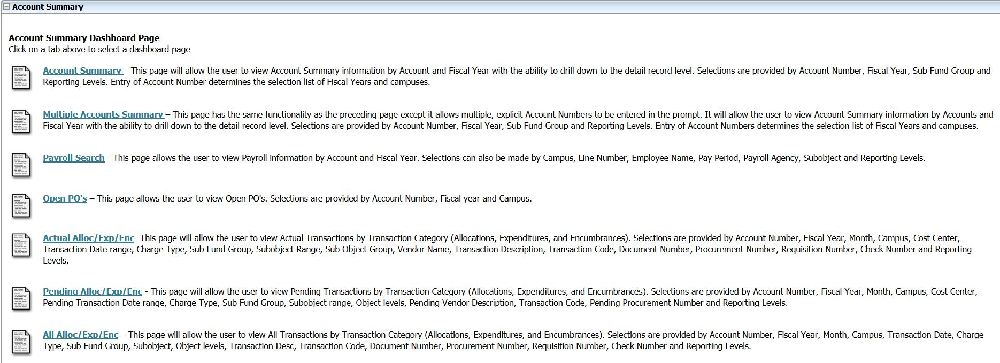 Account Summary
Account Summary Dashboard Page
Click on a tab above to select a dashboard page
Account Summary – This page will allow the user to view Account Summary information by Account and Fiscal Year with the ability to drill down to the detail record level. Selections are provided by Account Number, Fiscal Year, Sub Fund Group and
Reporting Levels. Entry of Account Number determines the selection list of Fiscal Years and campuses.
Multiple Accounts Summary – This page has the same functionality as the preceding page except it allows multiple, explicit Account Numbers to be entered in the prompt. It will allow the user to view Account Summary information by Accounts and
Fiscal Year with the ability to drill down to the detail record level. Selections are provided by Account Number, Fiscal Year, Sub Fund Group and Reporting Levels. Entry of Account Numbers determines the selection list of Fiscal Years and campuses.
Payroll Search - This page allows the user to view Payroll information by Account and Fiscal Year. Selections can also be made by Campus, Line Number, Employee Name, Pay Period, Payroll Agency, Subobject and Reporting Levels.
Open PO's – This page allows the user to view Open PO's. Selections are provided by Account Number, Fiscal year and Campus.
Actual Alloc/Exp/Enc -This page will allow the user to view Actual Transactions by Transaction Category (Allocations, Expenditures, and Encumbrances). Selections are provided by Account Number, Fiscal Year, Month, Campus, Cost Center,
Transaction Date range, Charge Type, Sub Fund Group, Subobject Range, Sub Object Group, Vendor Name, Transaction Description, Transaction Code, Document Number, Procurement Number, Requisition Number, Check Number and Reporting
Levels.
Pending Alloc/Exp/Enc - This page will allow the user to view Pending Transactions by Transaction Category (Allocations, Expenditures, and Encumbrances). Selections are provided by Account Number, Fiscal Year, Month, Campus, Cost Center,
Pending Transaction Date range, Charge Type, Sub Fund Group, Subobject range, Object levels, Pending Vendor Description, Transaction Code, Pending Procurement Number and Reporting Levels.
All Alloc/Exp/Enc – This page will allow the user to view All Transactions by Transaction Category (Allocations, Expenditures, and Encumbrances). Selections are provided by Account Number, Fiscal Year, Month, Campus, Transaction Date, Charge
Type, Sub Fund Group, Subobject, Object levels, Transaction Desc, Transaction Code, Document Number, Procurement Number, Requisition Number, Check Number and Reporting Levels.